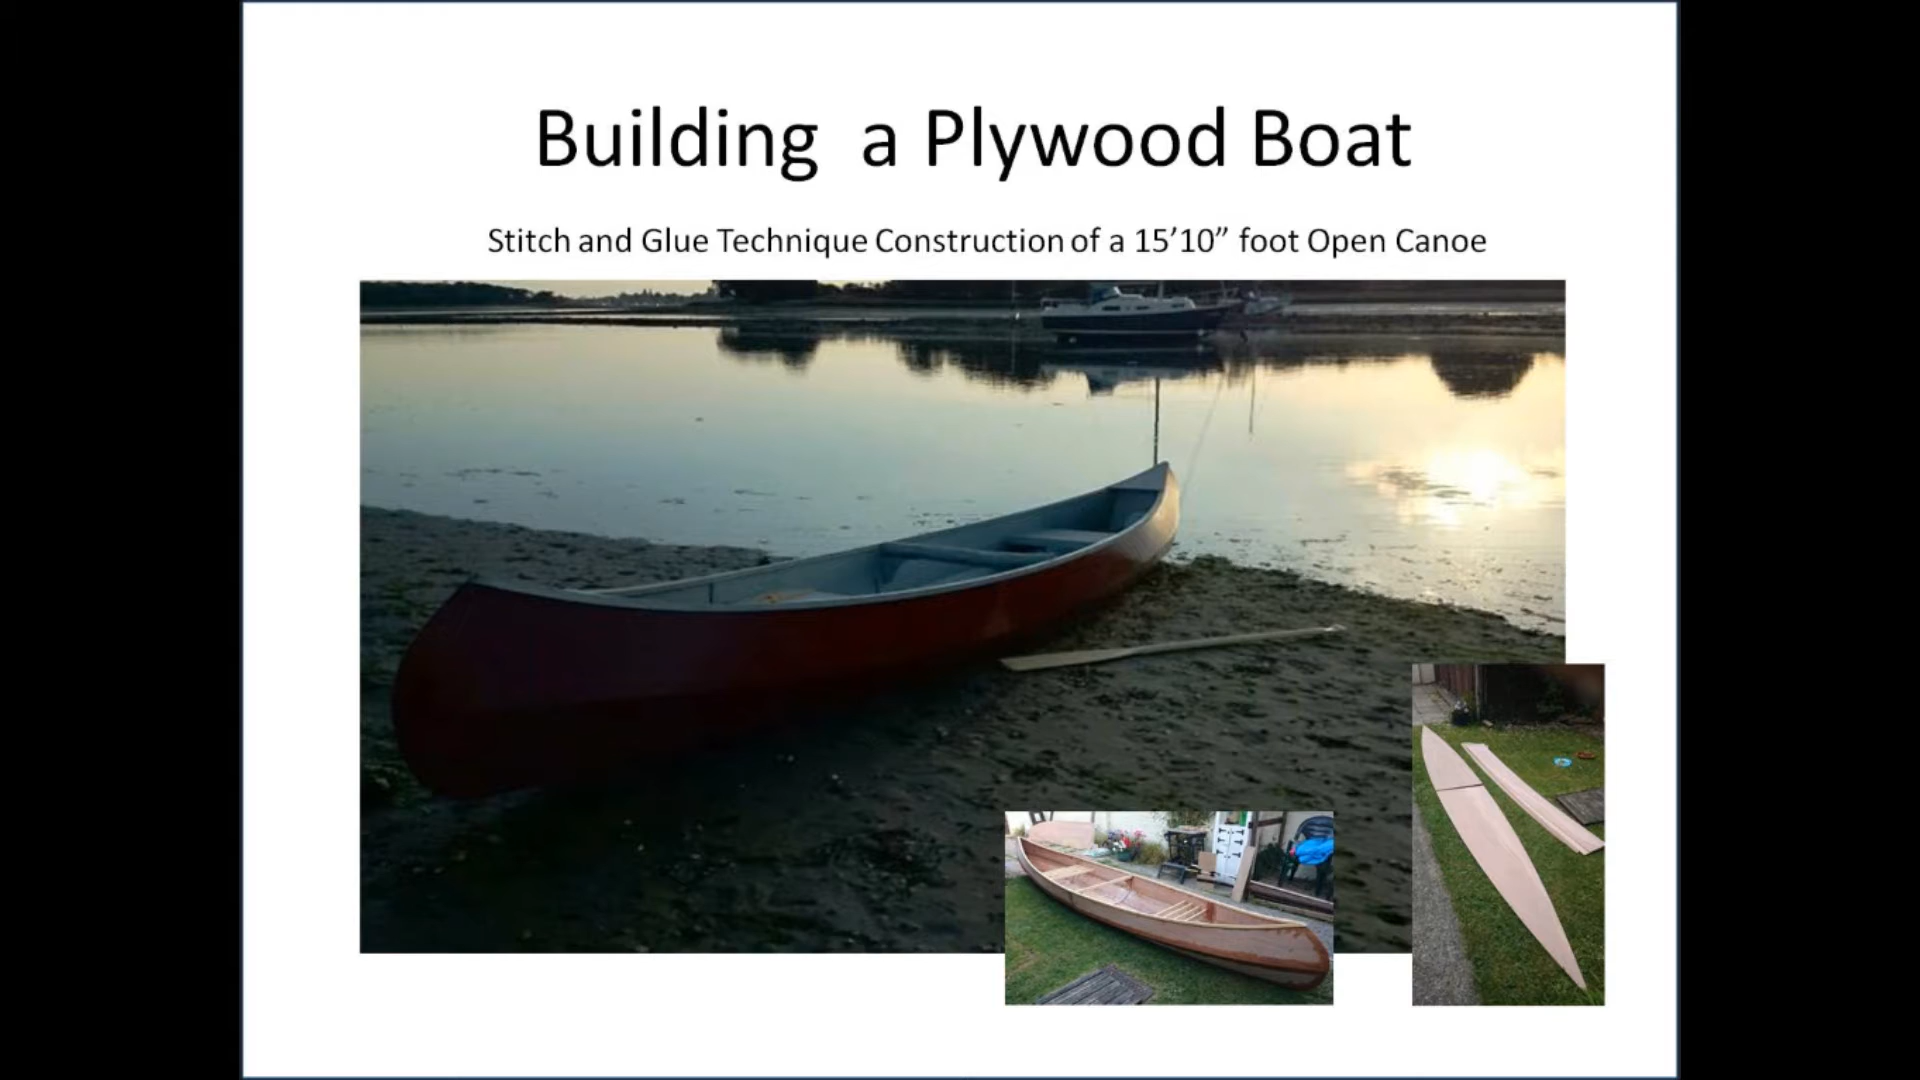 Building a Plywood Boat
Stitch and Glue Technique Construction of a 15’10” foot Open Canoe